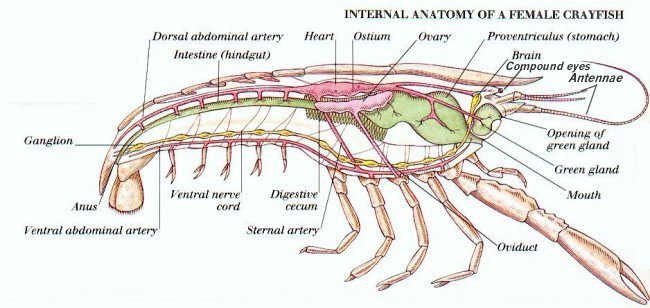 INTERNAL ANATOMY OF A FEMALE CRAYFISH
Dorsal abdominal artery
Heart
Ostium
Ovary
Proventriculus (stomach)
Intestine (hindgut)
Brain
Compound eyes
Antennae
Ganglion
Opening of
green gland
Green gland
Mouth
Anus
Ventral nerve
cord
Digestive
cecum
Ventral abdominal artery
Sternal artery
Oviduct